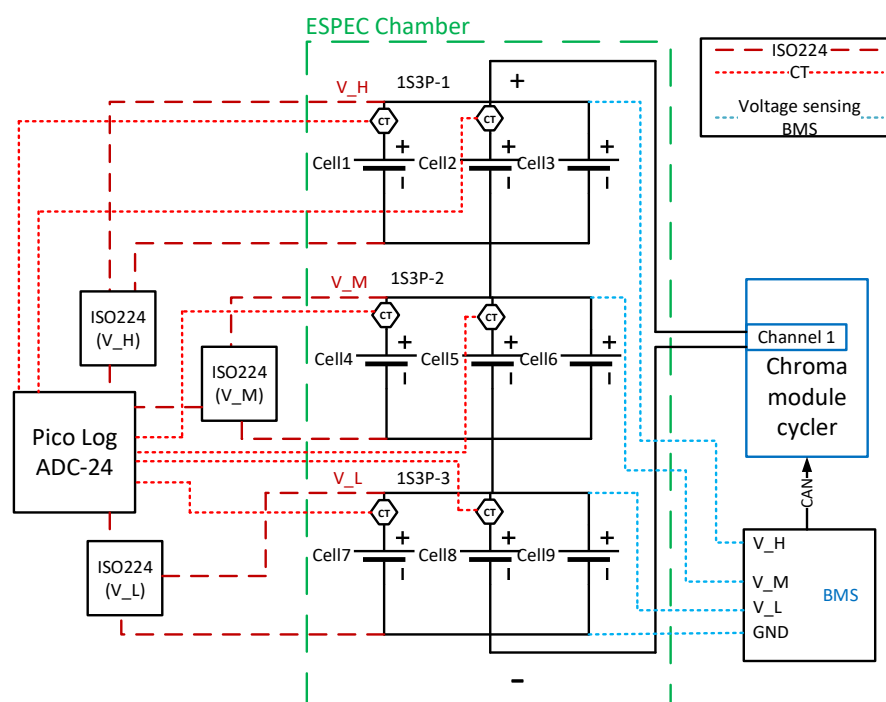 ESPEC Chamber
ISO224
CT
Voltage sensing
BMS
V_H
1S3P-1
+
CT
CT
Cell1
+
Cell2
+
Cell3
+
V_M
1S3P-2
CT
CT
Cell4
+
Cell5
+
Cell6
+
V_L
1S3P-3
CT
CT
Cell7
+
Cell8
+
Cell9
+
-
ISO224
(V_H)
ISO224
(V_M)
Pico Log
ADC-24
ISO224
(V_L)
Channel 1
Chroma
module
cycler
CAN
V_H
V_M
V_L
GND
BMS